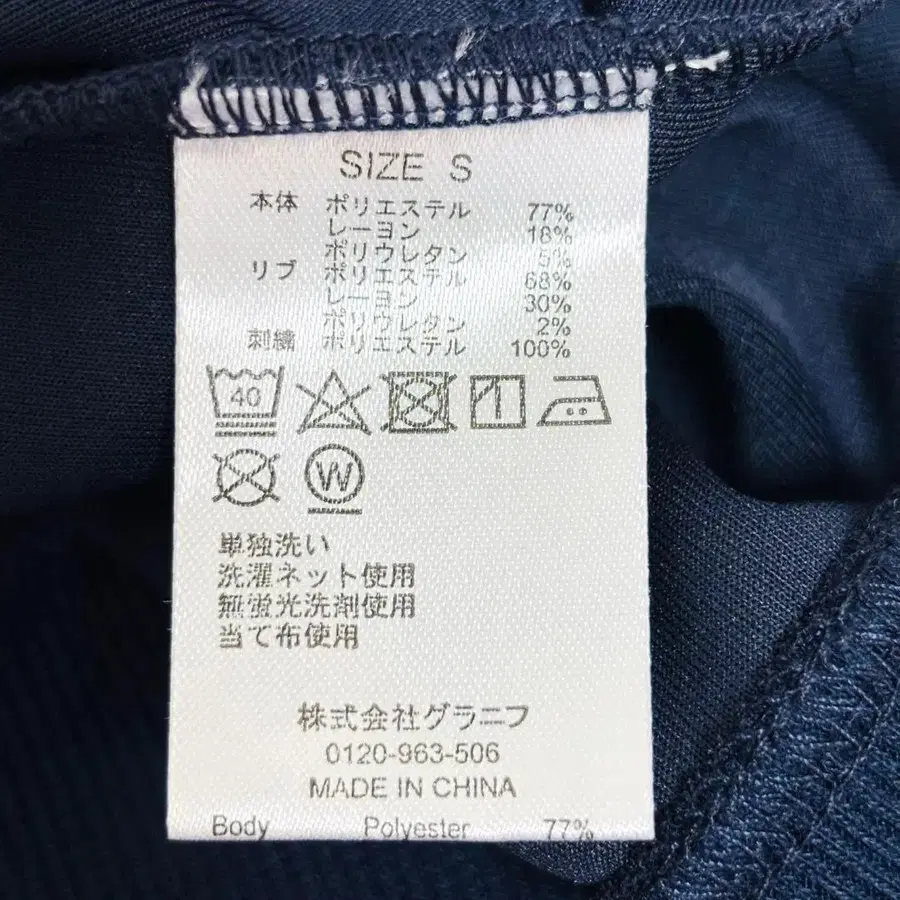 SIZE S
本体 ポリエステル 77%
レーヨン 18%
ポリウレタン 5%
リブ ポリエステル 68%
レーヨン 30%
ポリウレタン 2%
刺繍 ポリエステル 100%
40
W
単独洗い
洗濯ネット使用
無蛍光洗剤使用
当て布使用
株式会社グラニフ
0120-963-506
MADE IN CHINA
Body Polyester 77%